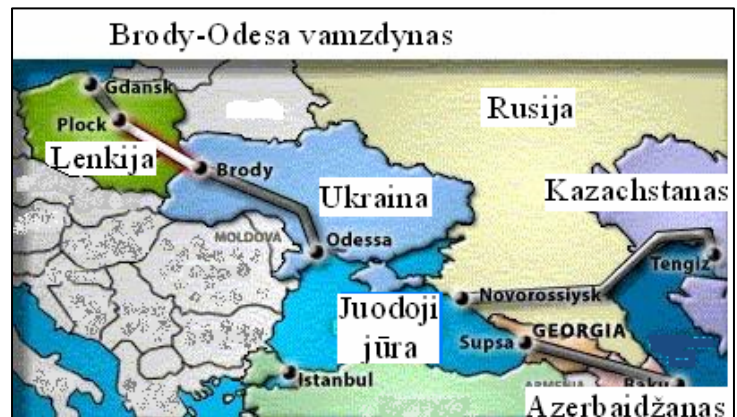 Brody-Odesa vamzdynas
Gdansk
Rusija
Plock
Lenkija
Brody
Ukraina
Kazachstanas
MOLDOVA
Odessa
Tengiz
Novorossiysk
Juodoji
jūra
Supsa
GEORGIA
Istanbul
ARMENIA
Baku
Azerbaidžanas